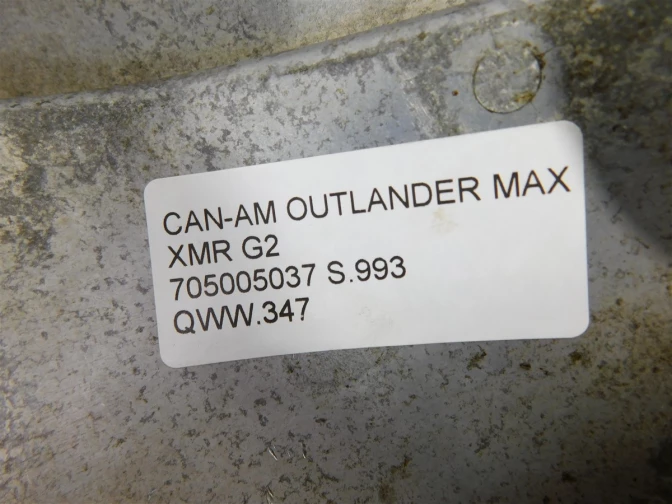 CAN-AM OUTLANDER MAX
XMR G2
705005037 S.993
QWW.347